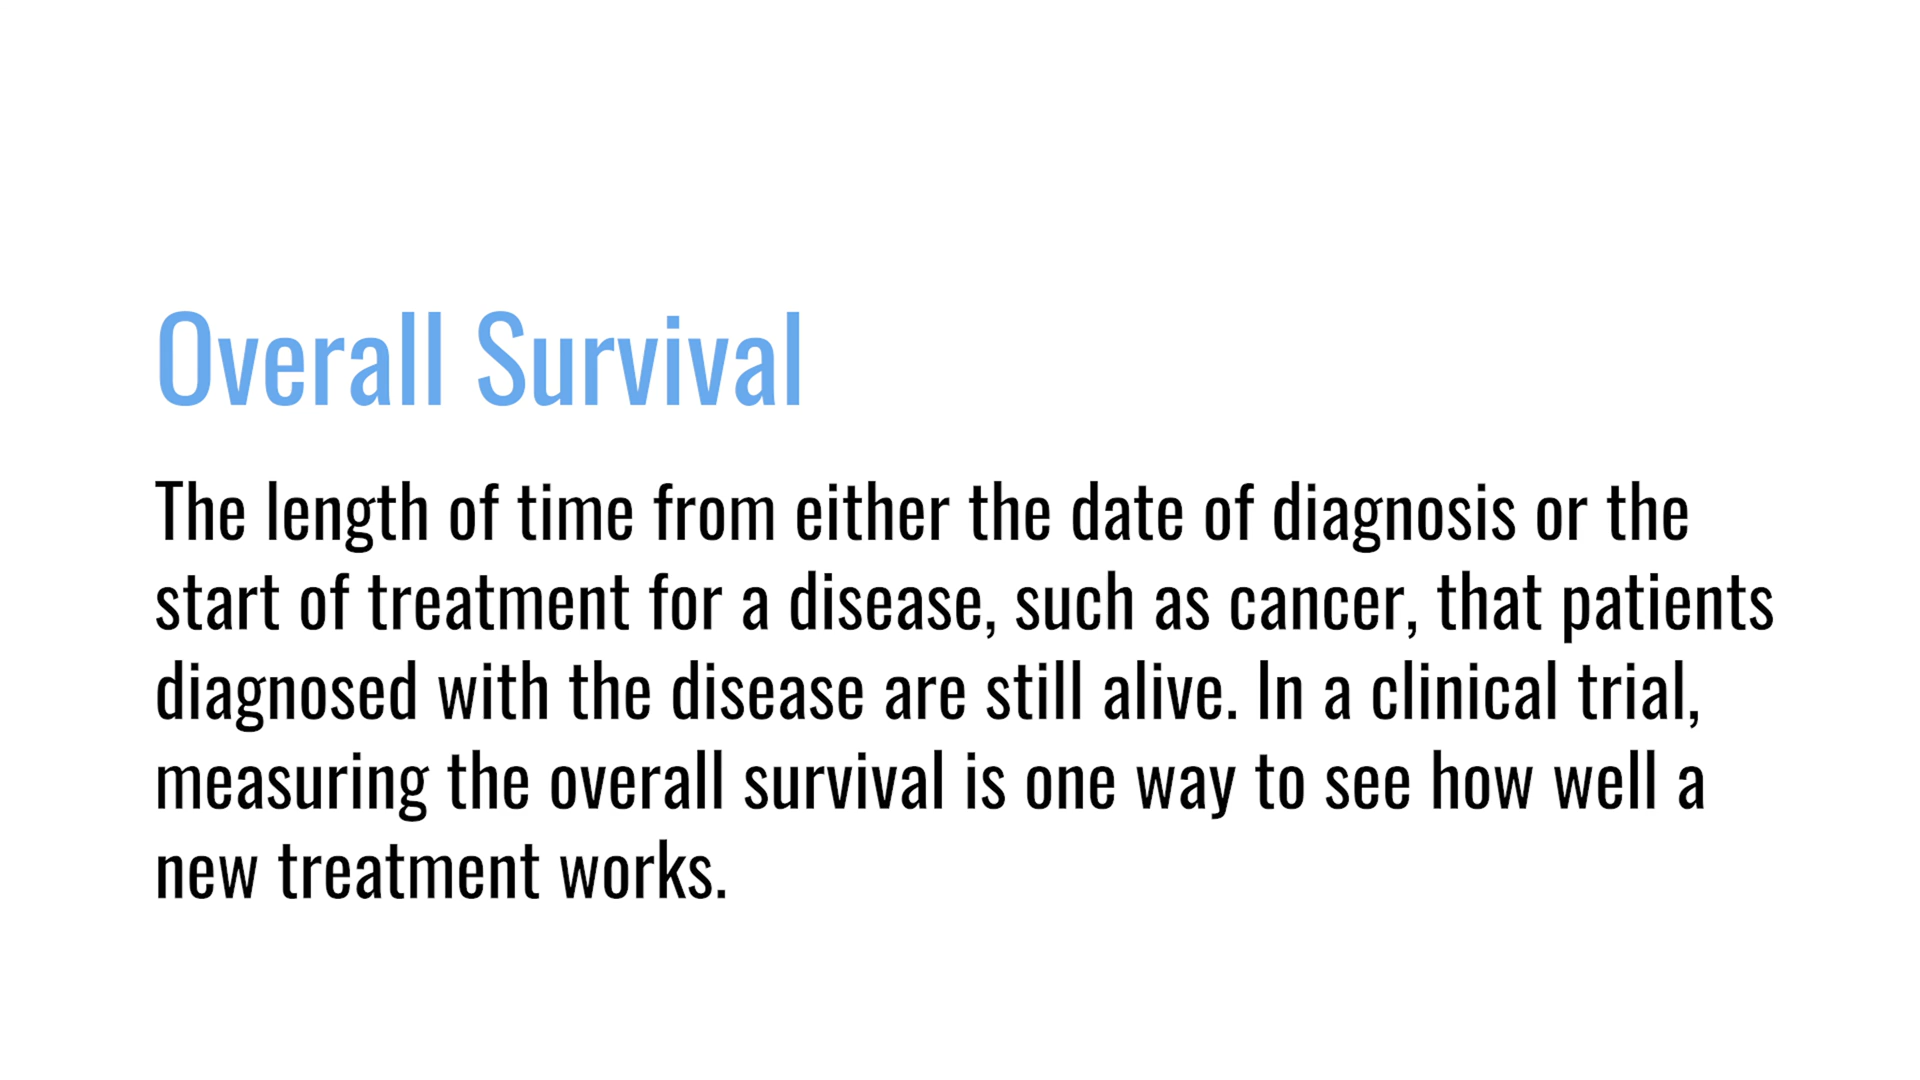 Overall Survival
The length of time from either the date of diagnosis or the
start of treatment for a disease, such as cancer, that patients
diagnosed with the disease are still alive. In a clinical trial,
measuring the overall survival is one way to see how well a
new treatment works.